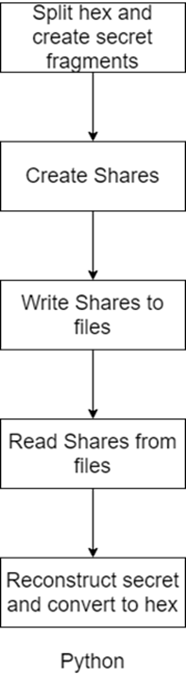 Split hex and
create secret
fragments
Create Shares
Write Shares to
files
Read Shares from
files
Reconstruct secret
and convert to hex
Python